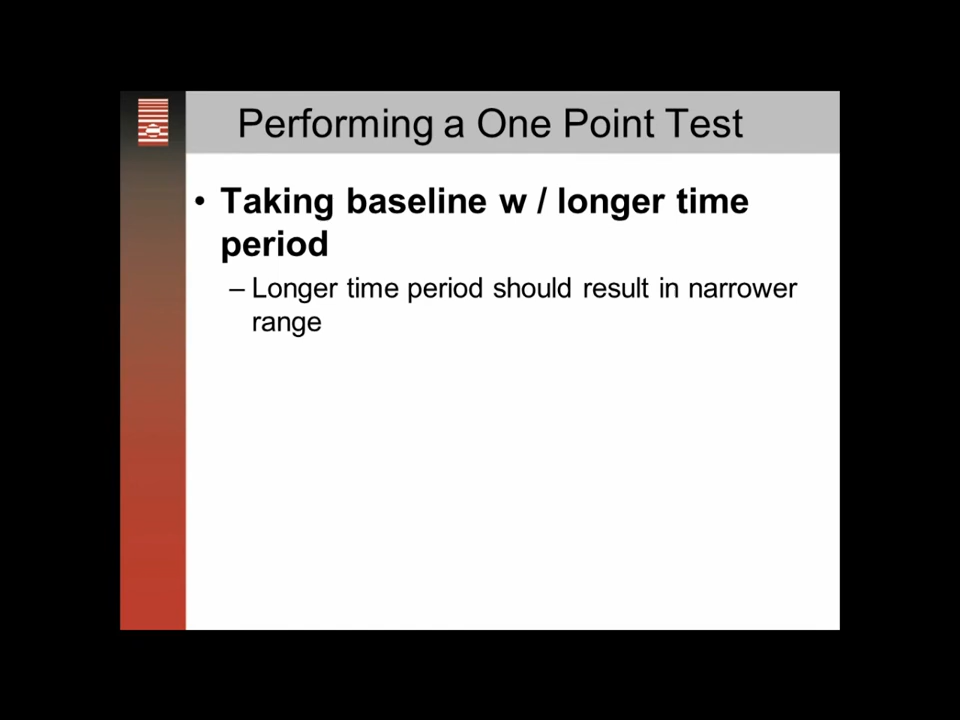 Performing a One Point Test
• Taking baseline w / longer time
period
– Longer time period should result in narrower
range